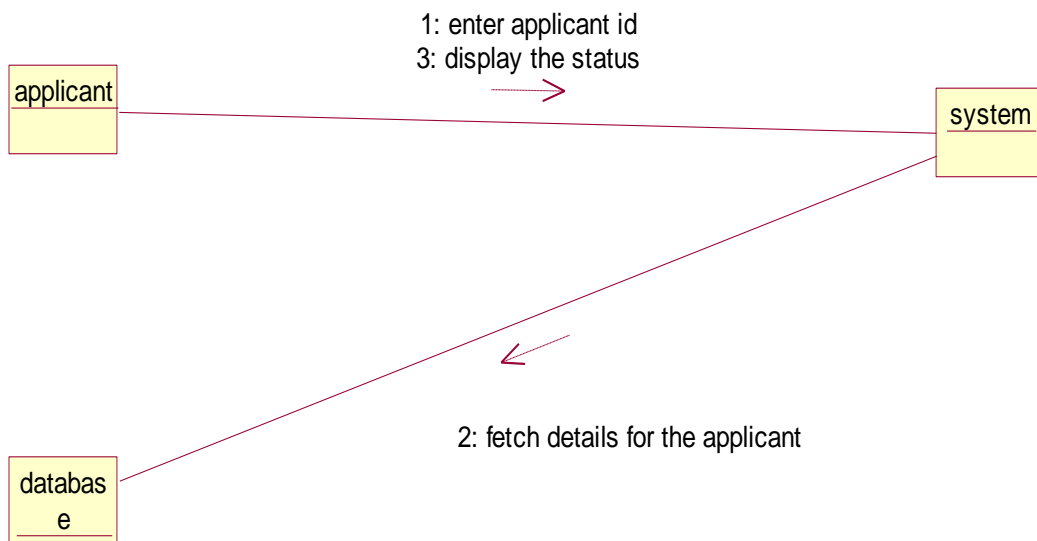 1: enter applicant id
3: display the status
applicant
system
2: fetch details for the applicant
databas
e